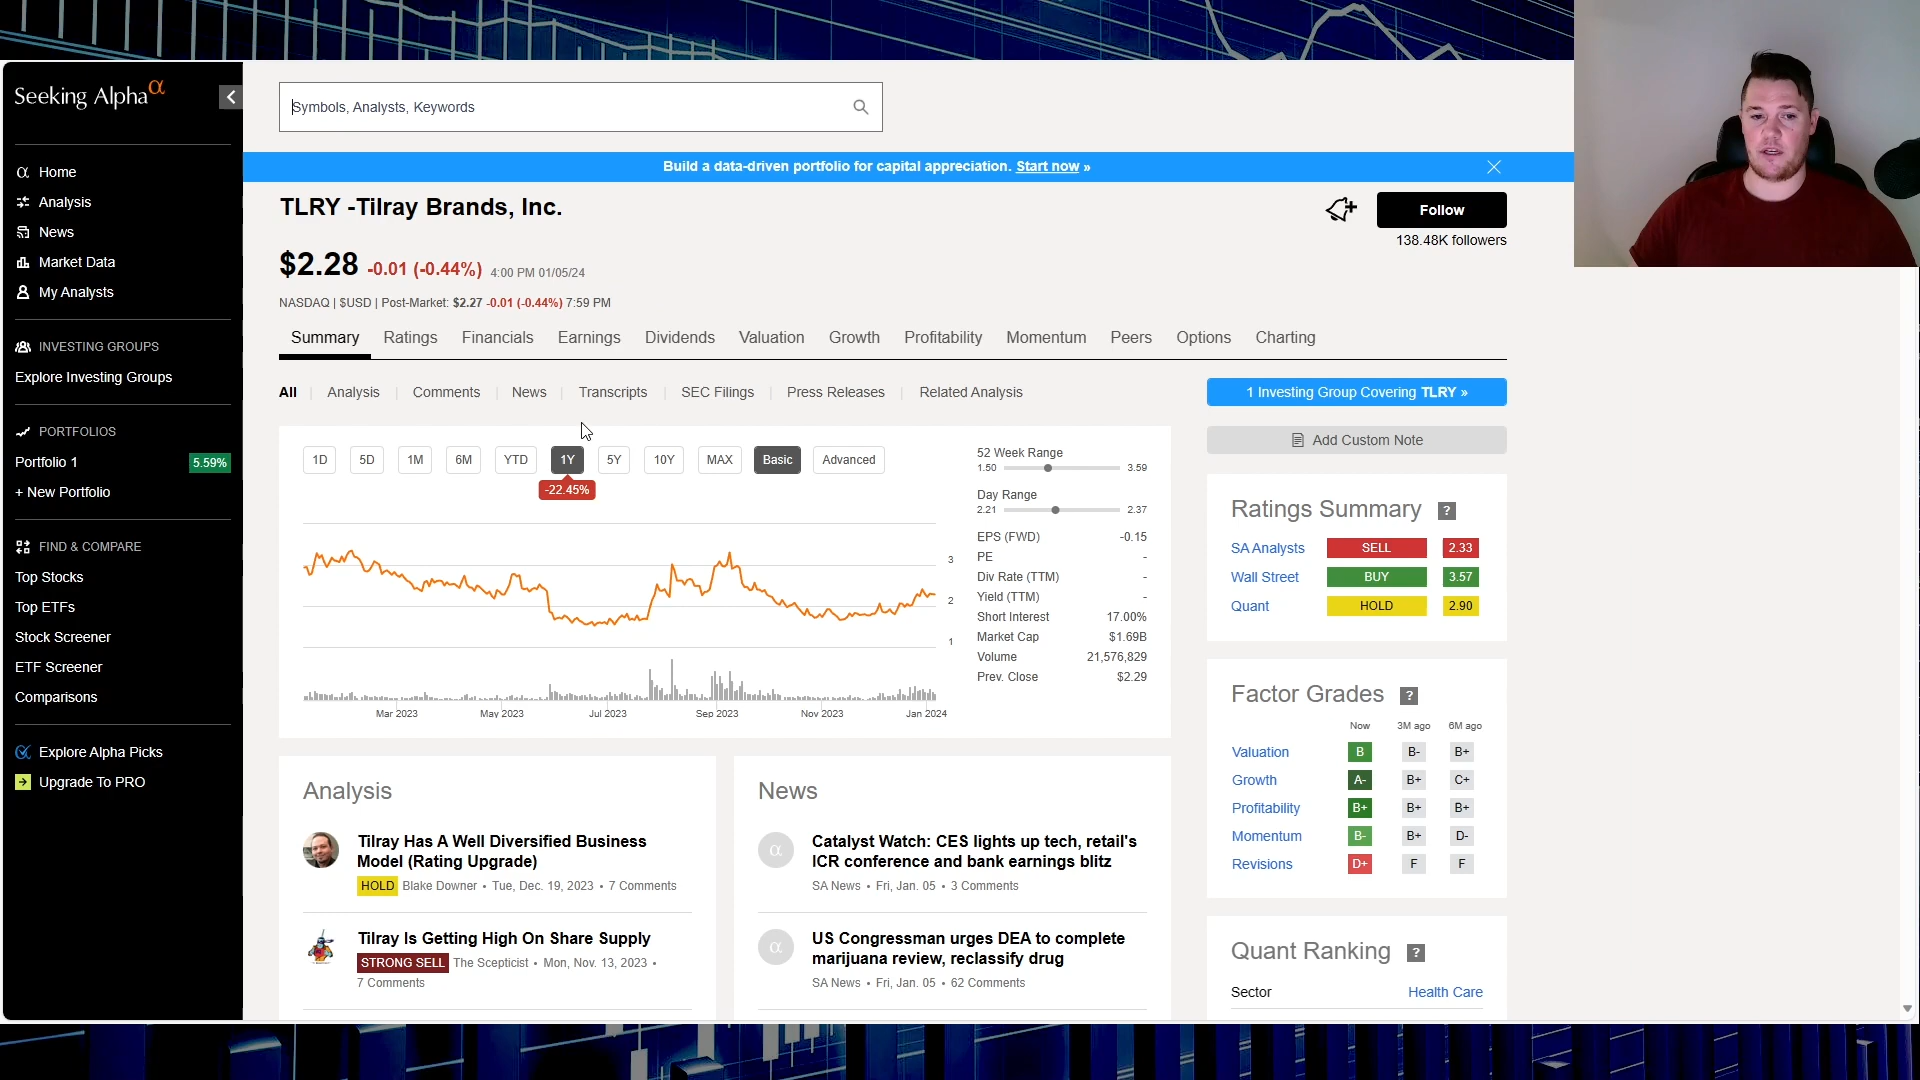 Seeking Alpha α
Home
Analysis
News
Market Data
My Analysts
INVESTING GROUPS
Explore Investing Groups
PORTFOLIOS
Portfolio 1 5.59%
+ New Portfolio
FIND & COMPARE
Top Stocks
Top ETFs
Stock Screener
ETF Screener
Comparisons
Explore Alpha Picks
Upgrade To PRO
Symbols, Analysts, Keywords
Build a data-driven portfolio for capital appreciation. Start now »
TLRY -Tilray Brands, Inc.
Follow
138.48K followers
$2.28 -0.01 (-0.44%) 4:00 PM 01/05/24
NASDAQ | $USD | Post-Market: $2.27 -0.01 (-0.44%) 7:59 PM
Summary Ratings Financials Earnings Dividends Valuation Growth Profitability Momentum Peers Options Charting
All | Analysis | Comments | News | Transcripts | SEC Filings | Press Releases | Related Analysis
1D 5D 1M 6M YTD 1Y 5Y 10Y MAX Basic Advanced
-22.45%
3
2
1
Mar 2023 May 2023 Jul 2023 Sep 2023 Nov 2023 Jan 2024
52 Week Range
1.50 3.59
Day Range
2.21 2.37
EPS (FWD) -0.15
PE -
Div Rate (TTM) -
Yield (TTM) -
Short Interest 17.00%
Market Cap $1.69B
Volume 21,576,829
Prev. Close $2.29
1 Investing Group Covering TLRY »
Add Custom Note
Ratings Summary ?
SA Analysts SELL 2.33
Wall Street BUY 3.57
Quant HOLD 2.90
Factor Grades ?
Now 3M ago 6M ago
Valuation B B- B+
Growth A- B+ C+
Profitability B+ B+ B+
Momentum B- B+ D-
Revisions D+ F F
Quant Ranking ?
Sector Health Care
Analysis
Tilray Has A Well Diversified Business
Model (Rating Upgrade)
HOLD Blake Downer • Tue, Dec. 19, 2023 • 7 Comments
Tilray Is Getting High On Share Supply
STRONG SELL The Scepticist • Mon, Nov. 13, 2023 •
7 Comments
News
Catalyst Watch: CES lights up tech, retail's
ICR conference and bank earnings blitz
SA News • Fri, Jan. 05 • 3 Comments
US Congressman urges DEA to complete
marijuana review, reclassify drug
SA News • Fri, Jan. 05 • 62 Comments